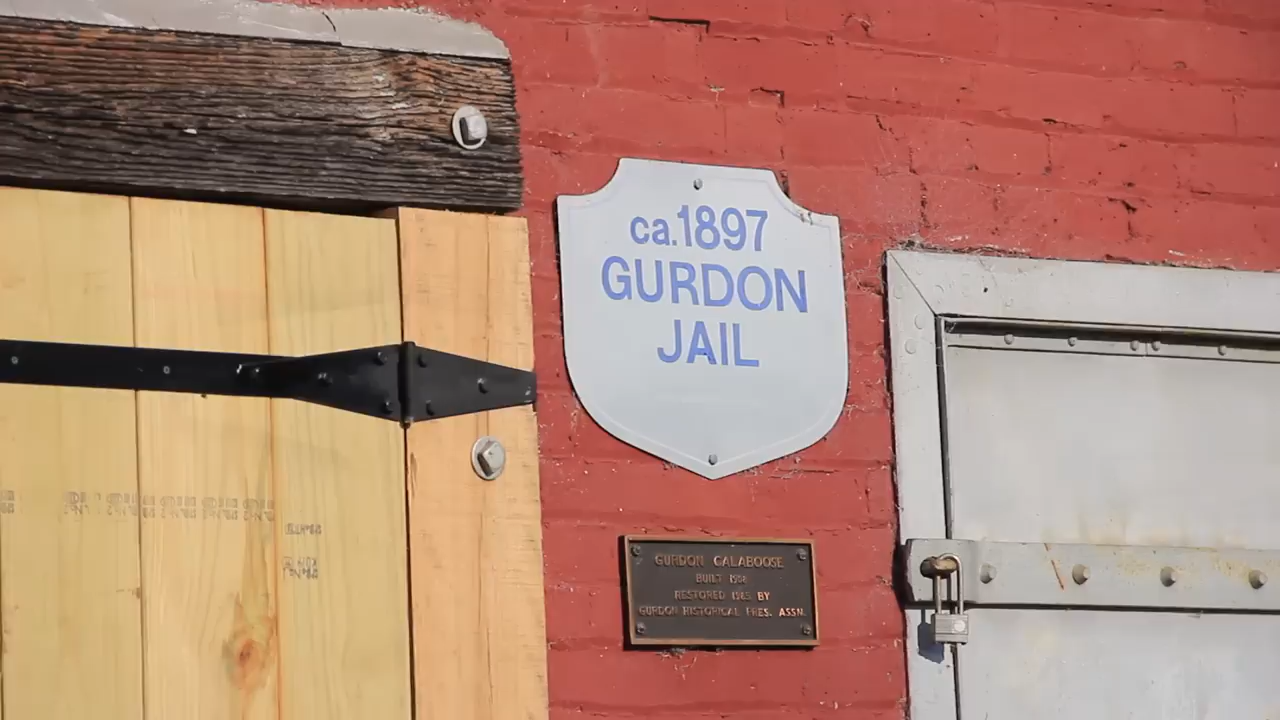 ca.1897
GURDON
JAIL
GURDON CALABOOSE
BUILT
RESTORED BY
GURDON HISTORICAL PRES. ASSN.